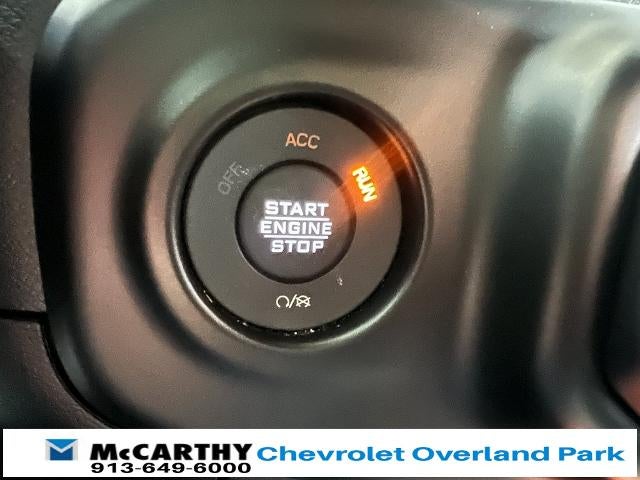 ACC
OFF
RUN
START
ENGINE
STOP
McCARTHY Chevrolet Overland Park
913-649-6000